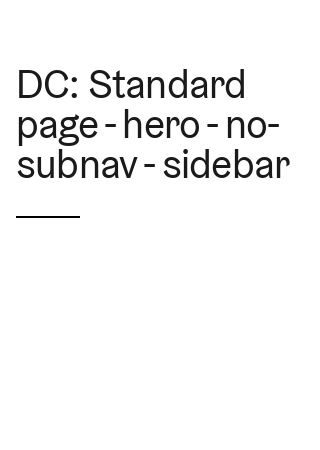 DC: Standard
page - hero - no-
subnav - sidebar